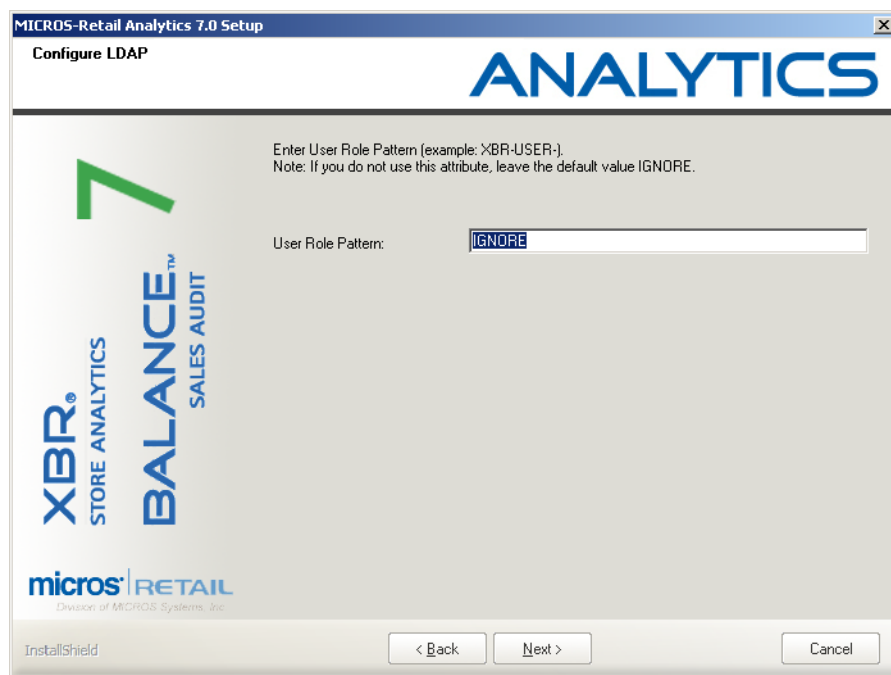 MICROS-Retail Analytics 7.0 Setup
Configure LDAP
ANALYTICS
Enter User Role Pattern (example: XBR-USER-).
Note: If you do not use this attribute, leave the default value IGNORE.
User Role Pattern:
IGNORE
7
XBR®
STORE ANALYTICS
BALANCE™
SALES AUDIT
micros® RETAIL
Division of MICROS Systems, Inc
InstallShield
< Back
Next >
Cancel